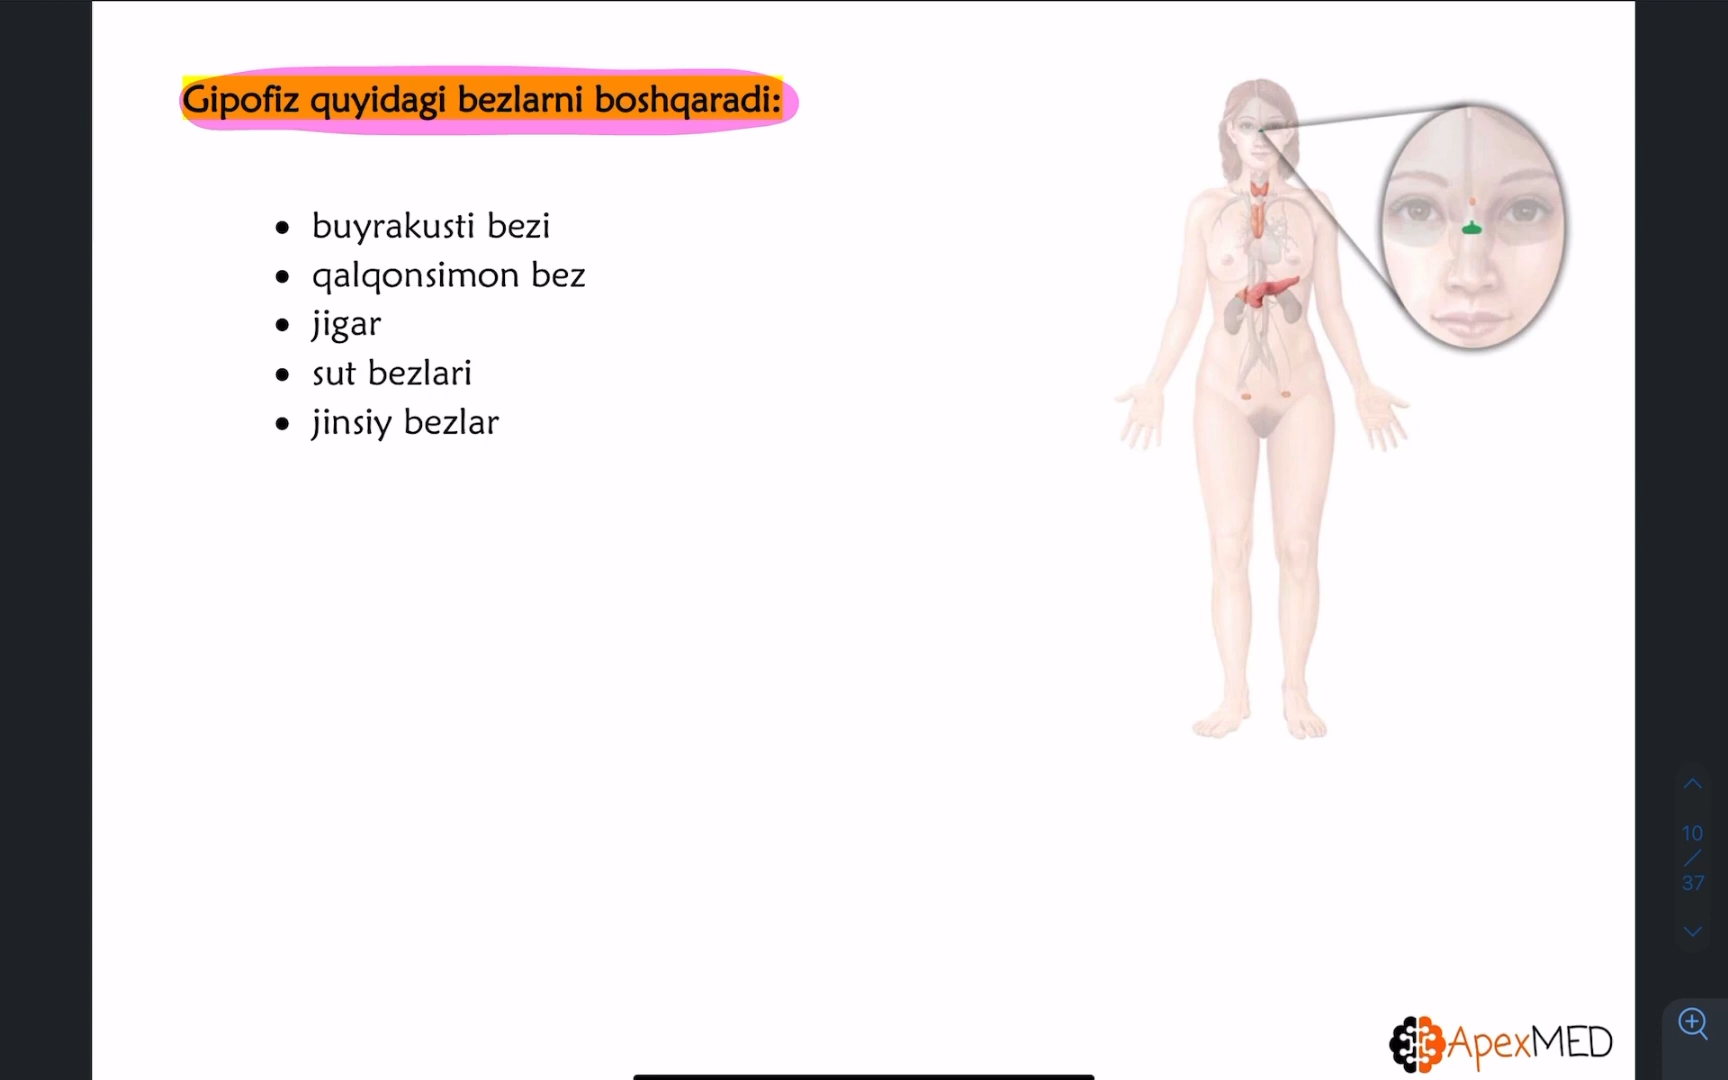 Gipofiz quyidagi bezlarni boshqaradi:
• buyrakusti bezi
• qalqonsimon bez
• jigar
• sut bezlari
• jinsiy bezlar
10
/
37
ApexMED